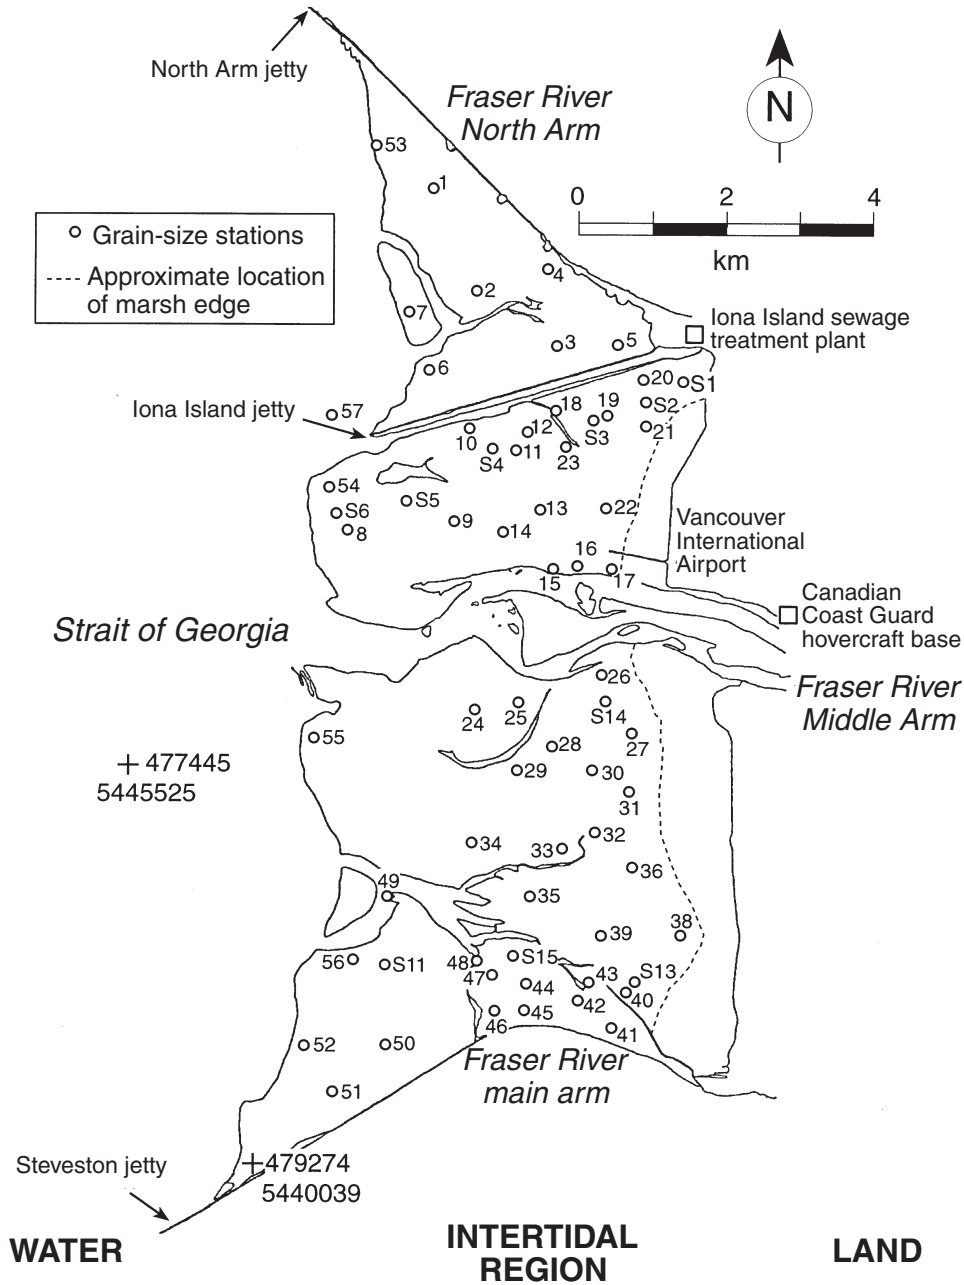 North Arm jetty
Fraser River
North Arm
N
0 2 4
km
53
1
Grain-size stations
Approximate location
of marsh edge
4
2
7
3
5
6
Iona Island sewage
treatment plant
Iona Island jetty
57
20
S1
S2
18
19
S3
21
10
12
11
S4
23
54
S6
8
S5
9
13
14
22
Vancouver
International
Airport
16
15
17
Canadian
Coast Guard
hovercraft base
Strait of Georgia
Fraser River
Middle Arm
26
24
25
S14
27
55
28
477445
5445525
29
30
31
32
34
33
36
49
35
39
38
56
S11
48
S15
47
43
S13
44
42
40
46
45
41
52
50
Fraser River
main arm
51
Steveston jetty
479274
5440039
WATER
INTERTIDAL
REGION
LAND